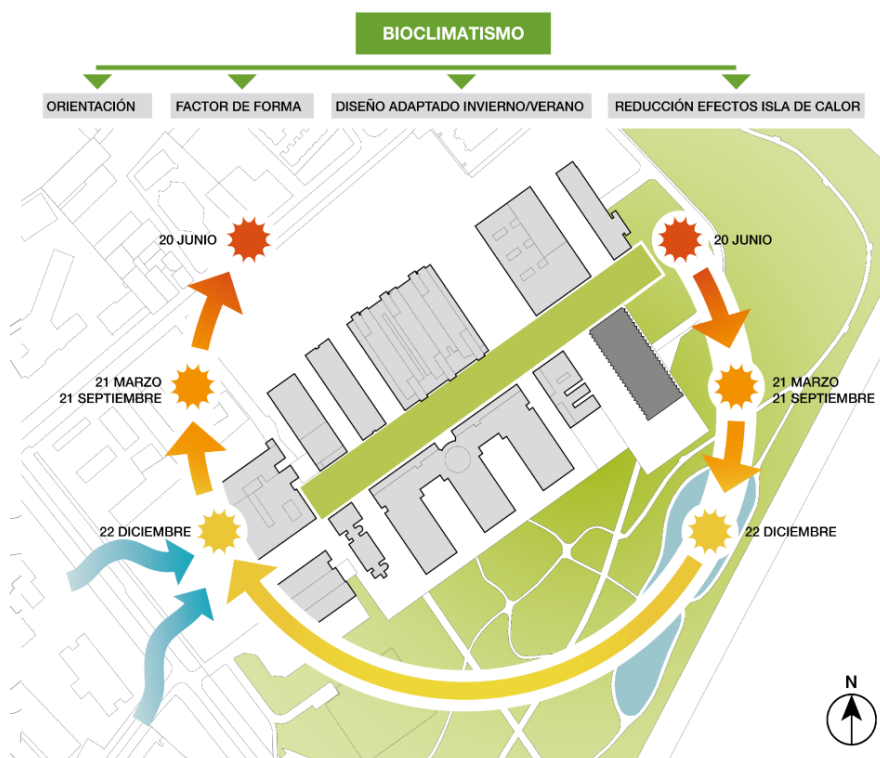 BIOCLIMATISMO
ORIENTACIÓN
FACTOR DE FORMA
DISEÑO ADAPTADO INVIERNO/VERANO
REDUCCIÓN EFECTOS ISLA DE CALOR
20 JUNIO
20 JUNIO
21 MARZO
21 SEPTIEMBRE
21 MARZO
21 SEPTIEMBRE
22 DICIEMBRE
22 DICIEMBRE
N